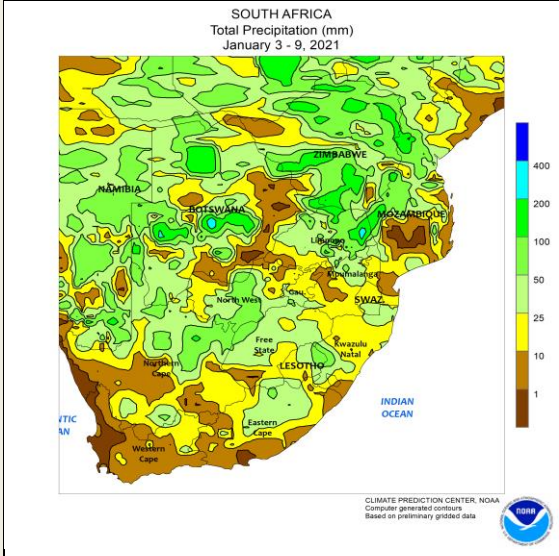 SOUTH AFRICA
Total Precipitation (mm)
January 3 - 9, 2021
ZIMBABWE
NAMIBIA
BOTSWANA
MOZAMBIQUE
Limpopo
Mpumalanga
North West
Gau.
SWAZ.
Free
State
Kwazulu
Natal
Northern
Cape
LESOTHO
Eastern
Cape
Western
Cape
NTIC
AN
INDIAN
OCEAN
400
200
100
50
25
10
1
CLIMATE PREDICTION CENTER, NOAA
Computer generated contours
Based on preliminary gridded data
NOAA